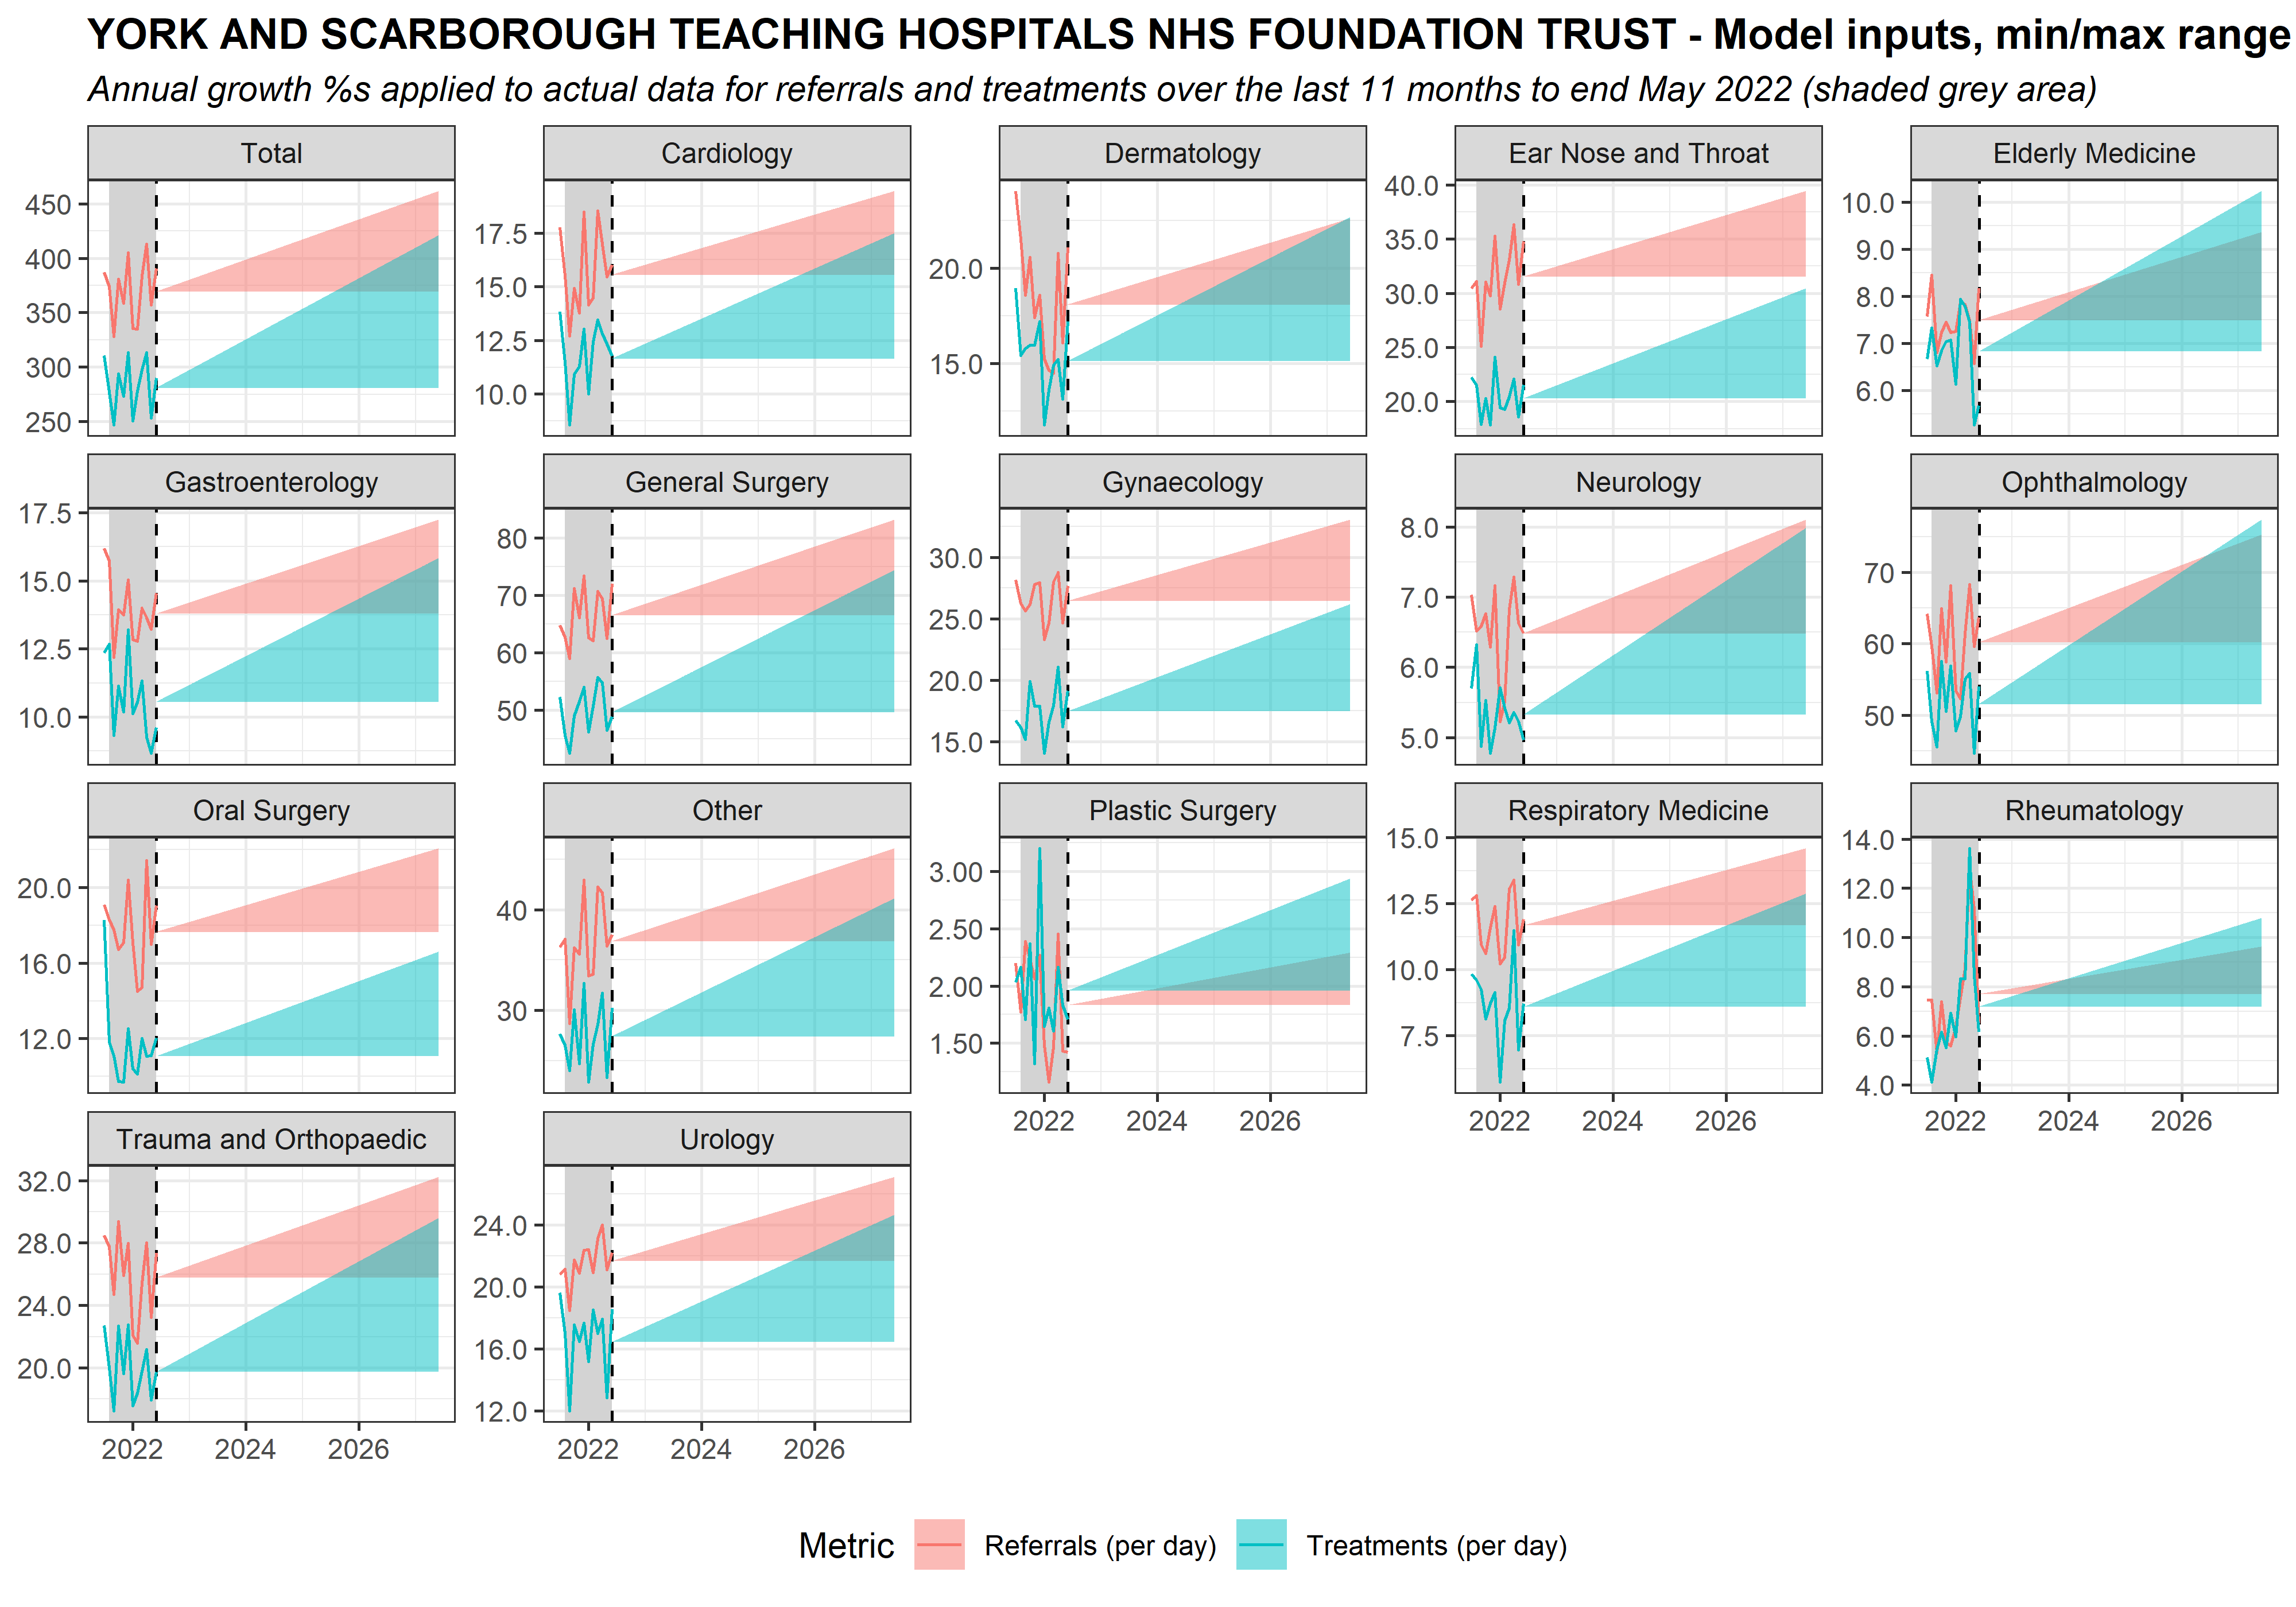 YORK AND SCARBOROUGH TEACHING HOSPITALS NHS FOUNDATION TRUST - Model inputs, min/max range
Annual growth %s applied to actual data for referrals and treatments over the last 11 months to end May 2022 (shaded grey area)
Total
450
400
350
300
250
Cardiology
17.5
15.0
12.5
10.0
Dermatology
20.0
15.0
Ear Nose and Throat
40.0
35.0
30.0
25.0
20.0
Elderly Medicine
10.0
9.0
8.0
7.0
6.0
Gastroenterology
17.5
15.0
12.5
10.0
General Surgery
80
70
60
50
Gynaecology
30.0
25.0
20.0
15.0
Neurology
8.0
7.0
6.0
5.0
Ophthalmology
70
60
50
Oral Surgery
20.0
16.0
12.0
Other
40
30
Plastic Surgery
3.00
2.50
2.00
1.50
2022 2024 2026
Respiratory Medicine
15.0
12.5
10.0
7.5
2022 2024 2026
Rheumatology
14.0
12.0
10.0
8.0
6.0
4.0
2022 2024 2026
Trauma and Orthopaedic
32.0
28.0
24.0
20.0
2022 2024 2026
Urology
24.0
20.0
16.0
12.0
2022 2024 2026
Metric Referrals (per day) Treatments (per day)